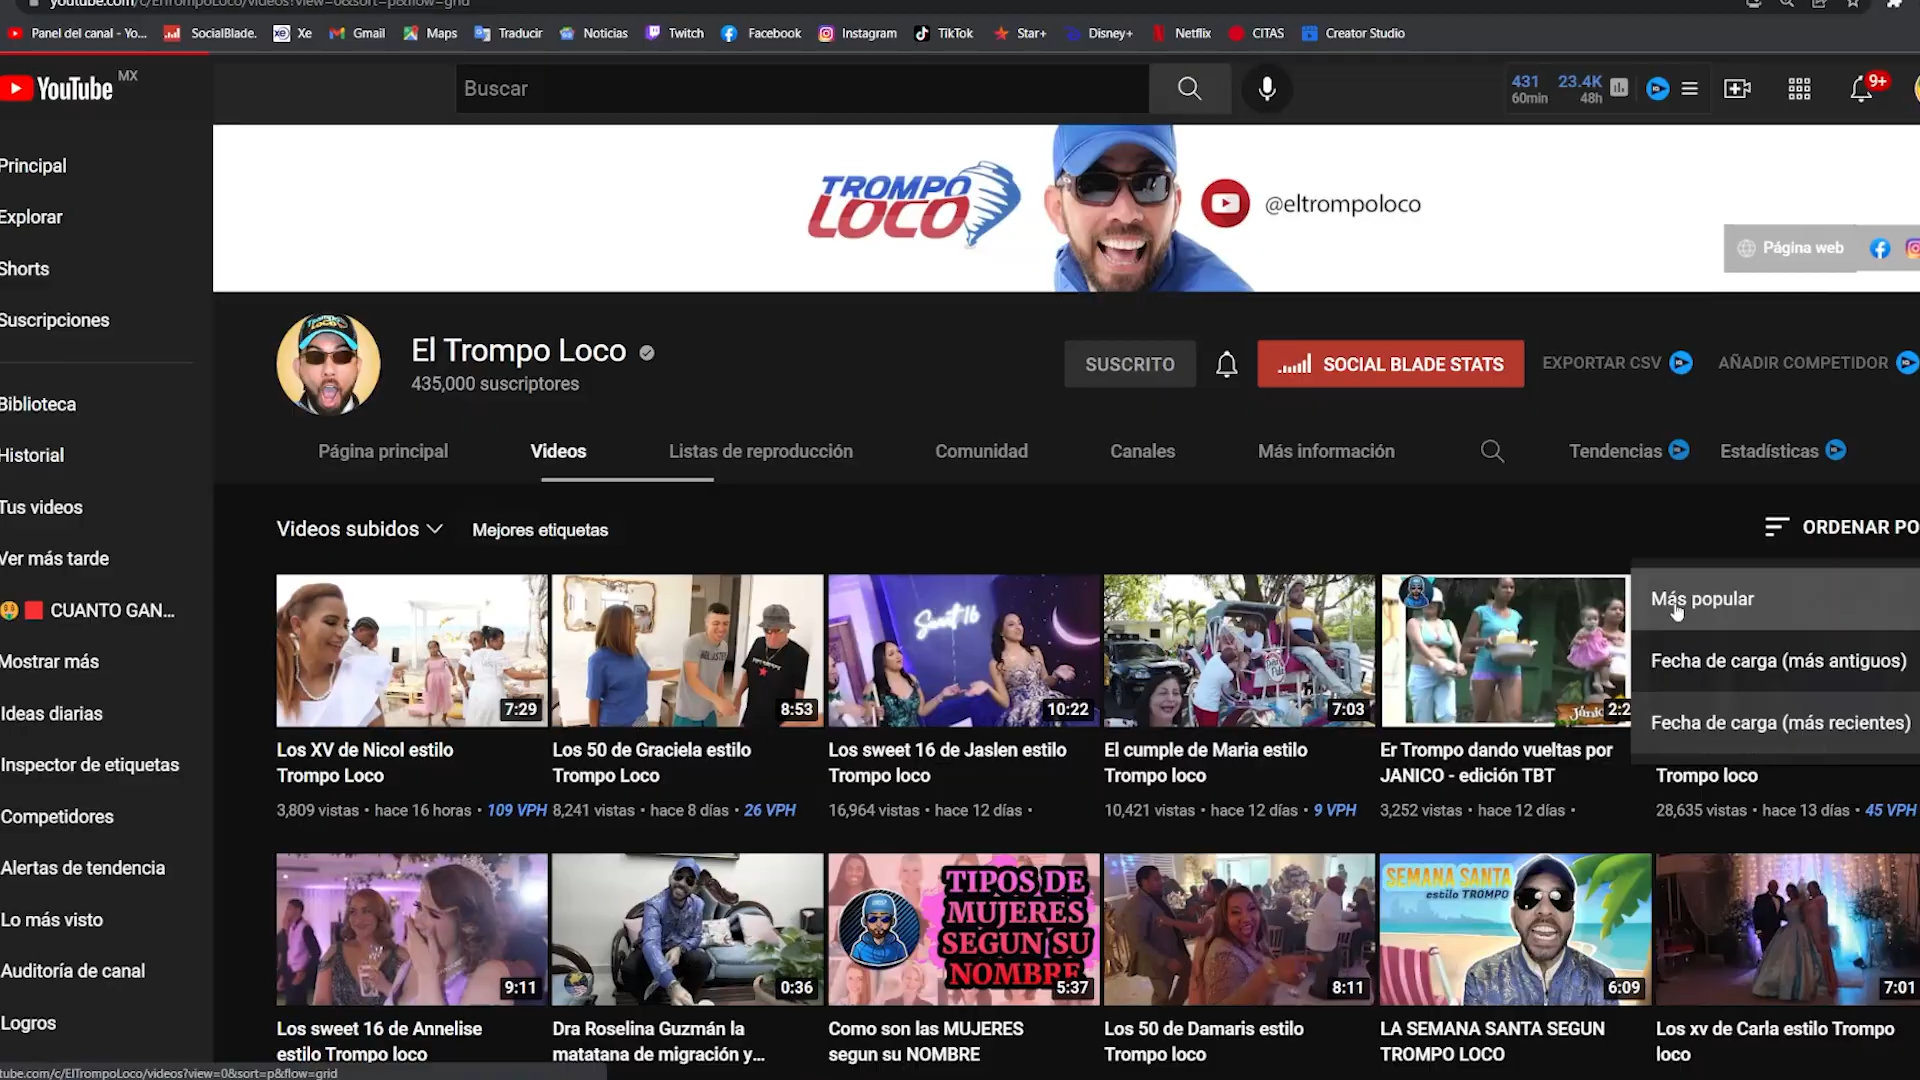 youtube.com/c/ElTrompoLoco/videos?view=0&sort=p&flow=grid
Panel del canal - Yo...
SocialBlade.
Xe
Gmail
Maps
Traducir
Noticias
Twitch
Facebook
Instagram
TikTok
Star+
Disney+
Netflix
CITAS
Creator Studio
YouTube MX
Buscar
431
60min
23.4K
48h
9+
Principal
Explorar
Shorts
Suscripciones
Biblioteca
Historial
Tus videos
Ver más tarde
CUANTO GAN...
Mostrar más
Ideas diarias
Inspector de etiquetas
Competidores
Alertas de tendencia
Lo más visto
Auditoría de canal
Logros
TROMPO
LOCO
@eltrompoloco
Página web
El Trompo Loco
435,000 suscriptores
SUSCRITO
SOCIAL BLADE STATS
EXPORTAR CSV
AÑADIR COMPETIDOR
Página principal
Videos
Listas de reproducción
Comunidad
Canales
Más información
Tendencias
Estadísticas
Videos subidos
Mejores etiquetas
ORDENAR PO
Más popular
Fecha de carga (más antiguos)
Fecha de carga (más recientes)
7:29
Los XV de Nicol estilo
Trompo Loco
3,809 vistas • hace 16 horas • 109 VPH
8:53
Los 50 de Graciela estilo
Trompo Loco
8,241 vistas • hace 8 días • 26 VPH
Sweet 16
10:22
Los sweet 16 de Jaslen estilo
Trompo loco
16,964 vistas • hace 12 días •
7:03
El cumple de Maria estilo
Trompo loco
10,421 vistas • hace 12 días • 9 VPH
2:2
Er Trompo dando vueltas por
JANICO - edición TBT
3,252 vistas • hace 12 días •
Trompo loco
28,635 vistas • hace 13 días • 45 VPH
9:11
Los sweet 16 de Annelise
estilo Trompo loco
0:36
Dra Roselina Guzmán la
matatana de migración y...
TIPOS DE
MUJERES
SEGUN SU
NOMBRE
5:37
Como son las MUJERES
segun su NOMBRE
8:11
Los 50 de Damaris estilo
Trompo loco
SEMANA SANTA
estilo TROMPO
6:09
LA SEMANA SANTA SEGUN
TROMPO LOCO
7:01
Los xv de Carla estilo Trompo
loco
tube.com/c/ElTrompoLoco/videos?view=0&sort=p&flow=grid